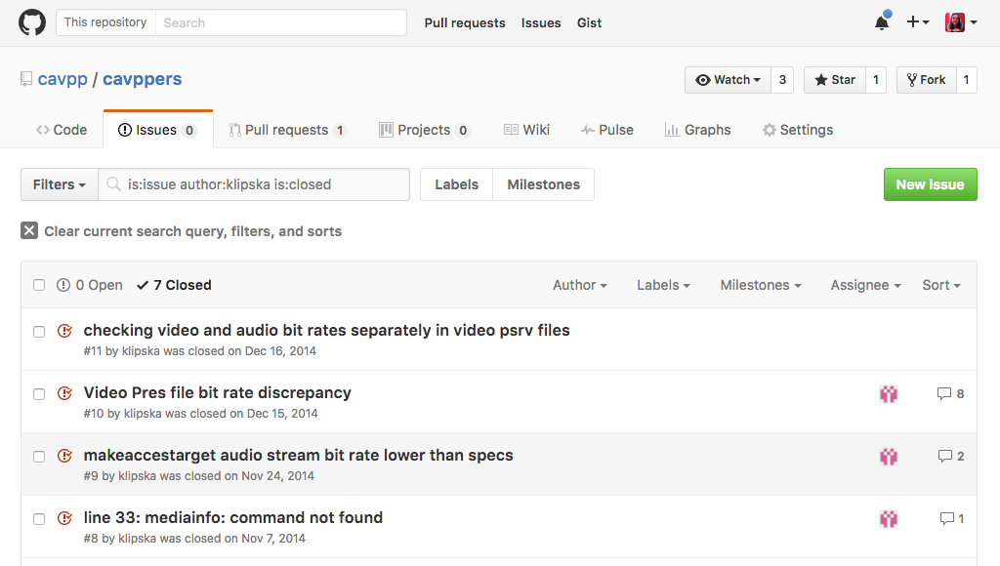 This repository Search Pull requests Issues Gist
cavpp / cavppers Watch 3 Star 1 Fork 1
Code Issues 0 Pull requests 1 Projects 0 Wiki Pulse Graphs Settings
Filters is:issue author:klipska is:closed Labels Milestones New issue
Clear current search query, filters, and sorts
0 Open 7 Closed Author Labels Milestones Assignee Sort
checking video and audio bit rates separately in video psrv files
#11 by klipska was closed on Dec 16, 2014
Video Pres file bit rate discrepancy 8
#10 by klipska was closed on Dec 15, 2014
makeaccestarget audio stream bit rate lower than specs 2
#9 by klipska was closed on Nov 24, 2014
line 33: mediainfo: command not found 1
#8 by klipska was closed on Nov 7, 2014